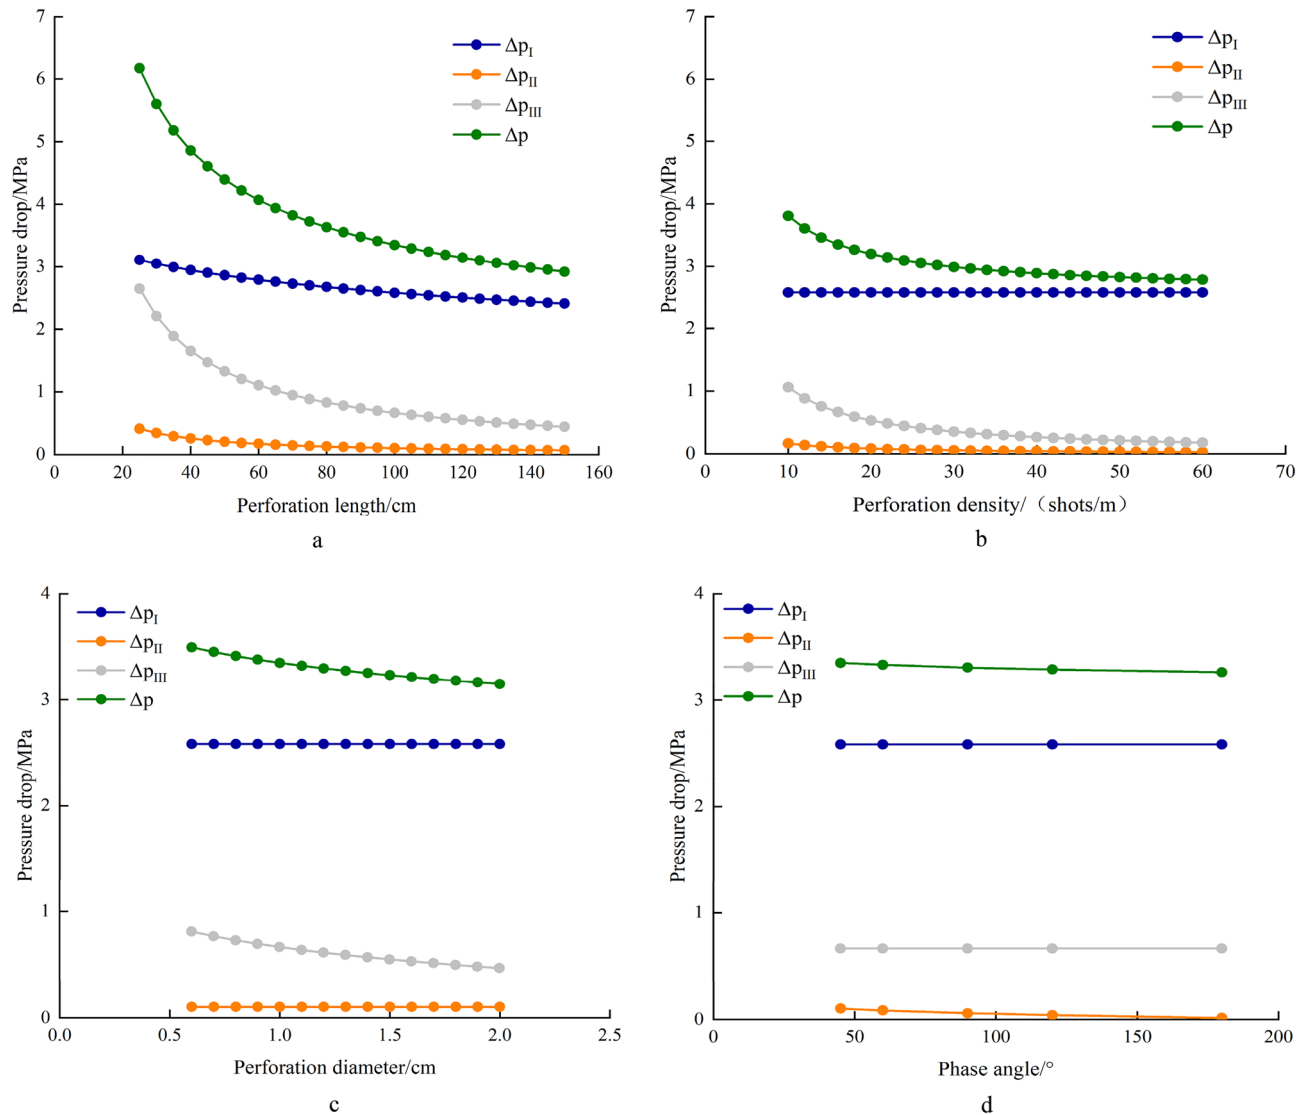 7
6
5
4
3
2
1
0
Pressure drop/MPa
Δp_I
Δp_II
Δp_III
Δp
0 20 40 60 80 100 120 140 160
Perforation length/cm
a
7
6
5
4
3
2
1
0
Pressure drop/MPa
Δp_I
Δp_II
Δp_III
Δp
0 10 20 30 40 50 60 70
Perforation density/（shots/m）
b
4
3
2
1
0
Pressure drop/MPa
Δp_I
Δp_II
Δp_III
Δp
0.0 0.5 1.0 1.5 2.0 2.5
Perforation diameter/cm
c
4
3
2
1
0
Pressure drop/MPa
Δp_I
Δp_II
Δp_III
Δp
0 50 100 150 200
Phase angle/°
d